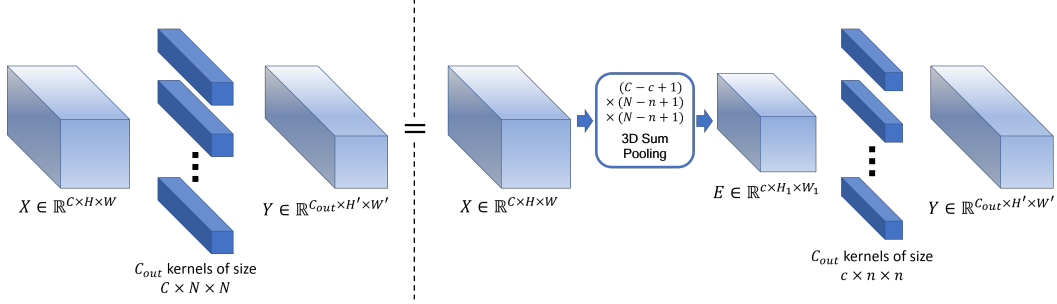 X ∈ ℝ^{C×H×W}
C_{out} kernels of size
C × N × N
Y ∈ ℝ^{C_{out}×H′×W′}
=
X ∈ ℝ^{C×H×W}
(C − c + 1)
× (N − n + 1)
× (N − n + 1)
3D Sum
Pooling
E ∈ ℝ^{c×H_1×W_1}
C_{out} kernels of size
c × n × n
Y ∈ ℝ^{C_{out}×H′×W′}